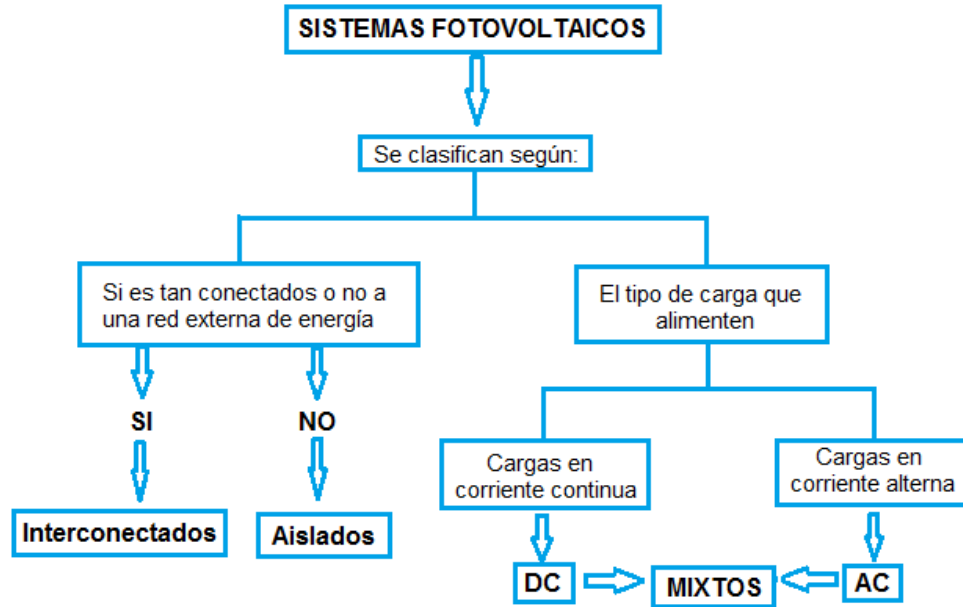 SISTEMAS FOTOVOLTAICOS
Se clasifican según:
Si es tan conectados o no a
una red externa de energía
El tipo de carga que
alimenten
SI
NO
Interconectados
Aislados
Cargas en
corriente continua
Cargas en
corriente alterna
DC
MIXTOS
AC